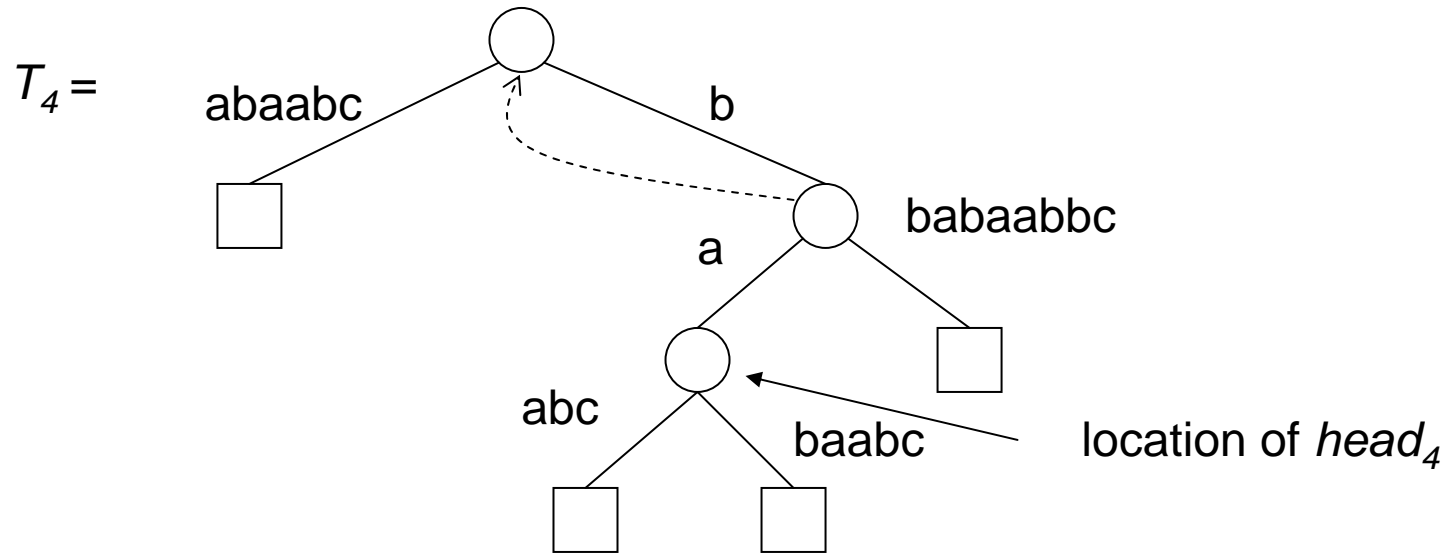 T4 =
abaabc
b
babaabbc
a
abc
baabc
location of head4